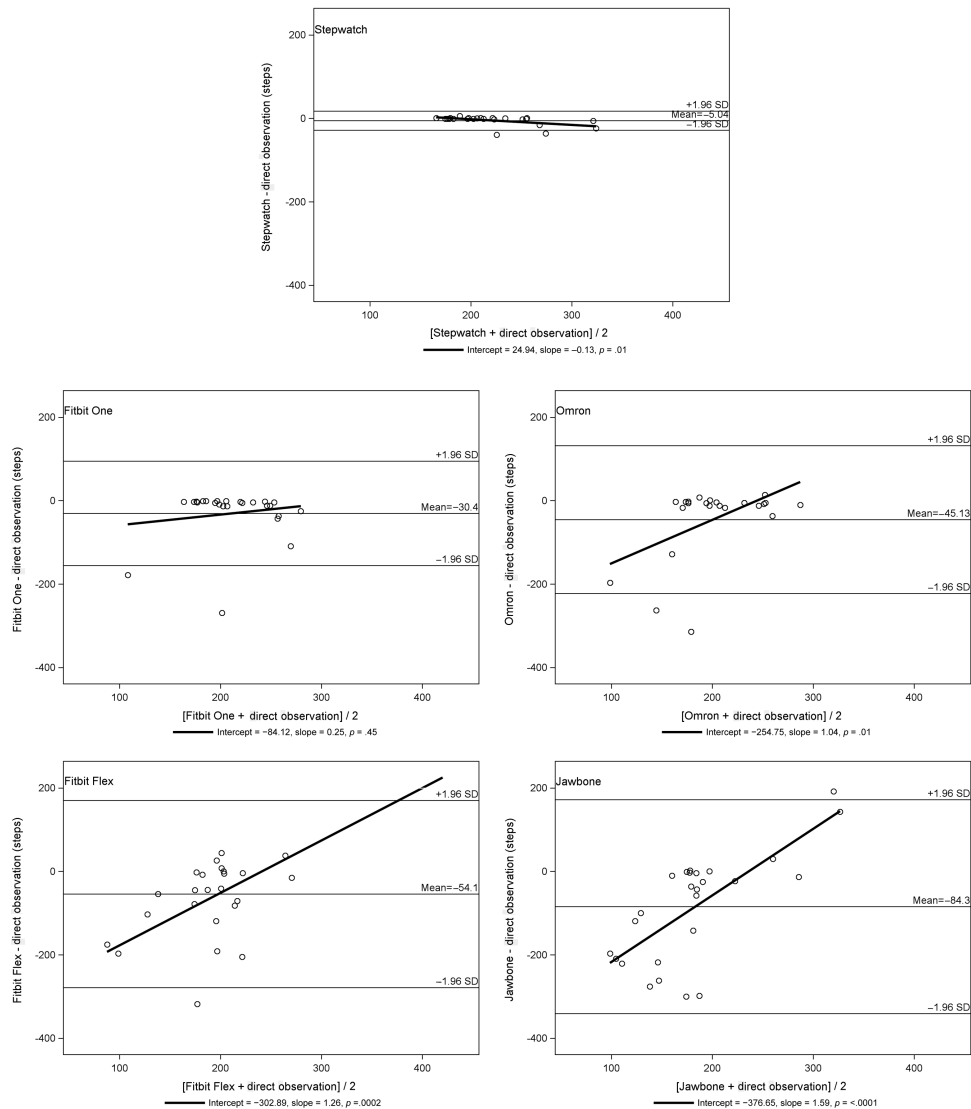 Stepwatch
200
0
-200
-400
Stepwatch - direct observation (steps)
+1.96 SD
Mean=−5.04
−1.96 SD
100 200 300 400
[Stepwatch + direct observation] / 2
Intercept = 24.94, slope = −0.13, p = .01
Fitbit One
200
0
-200
-400
Fitbit One - direct observation (steps)
+1.96 SD
Mean=−30.4
−1.96 SD
100 200 300 400
[Fitbit One + direct observation] / 2
Intercept = −84.12, slope = 0.25, p = .45
Omron
200
0
-200
-400
Omron - direct observation (steps)
+1.96 SD
Mean=−45.13
−1.96 SD
100 200 300 400
[Omron + direct observation] / 2
Intercept = −254.75, slope = 1.04, p = .01
Fitbit Flex
200
0
-200
-400
Fitbit Flex - direct observation (steps)
+1.96 SD
Mean=−54.1
−1.96 SD
100 200 300 400
[Fitbit Flex + direct observation] / 2
Intercept = −302.89, slope = 1.26, p =.0002
Jawbone
200
0
-200
-400
Jawbone - direct observation (steps)
+1.96 SD
Mean=−84.3
−1.96 SD
100 200 300 400
[Jawbone + direct observation] / 2
Intercept = −376.65, slope = 1.59, p = <.0001